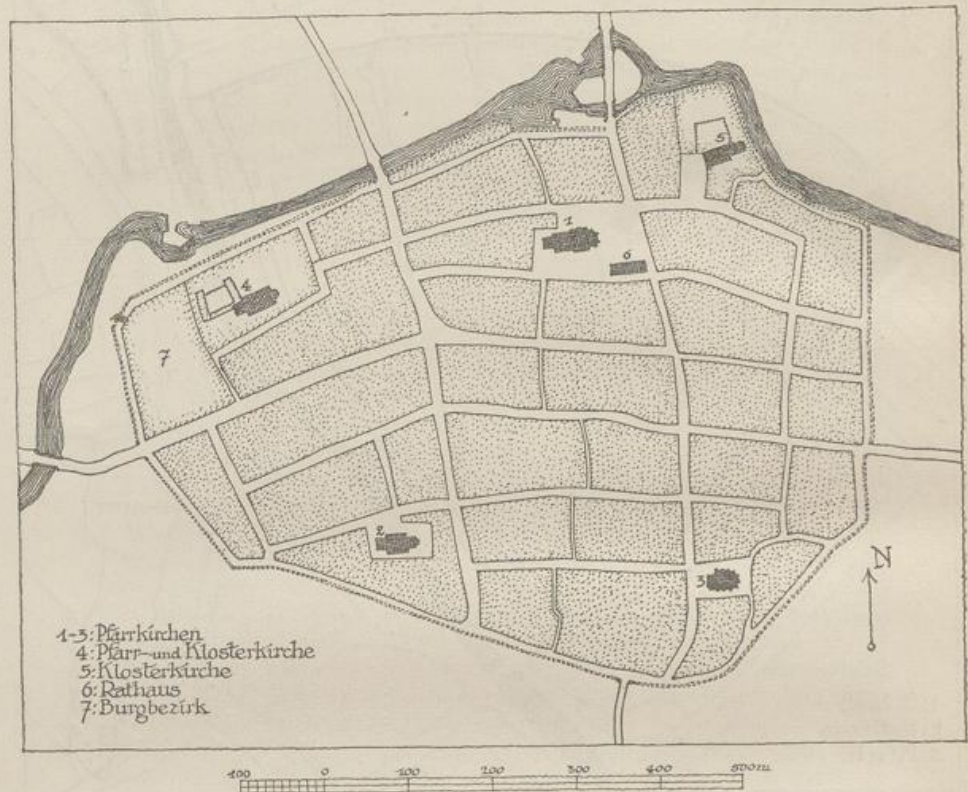 5
1
6
4
7
2
3
N
1-3: Pfarrkirchen
4: Pfarr- und Klosterkirche
5: Klosterkirche
6: Rathaus
7: Burgbezirk
100 0 100 200 300 400 500 m